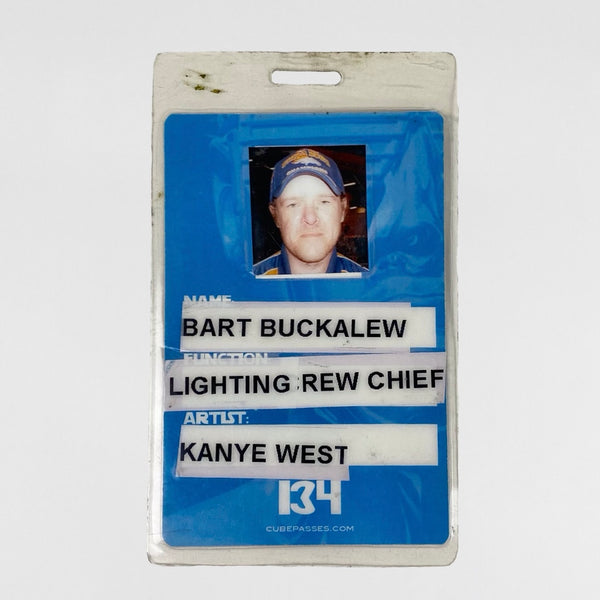 NAME
BART BUCKALEW
FUNCTION
LIGHTING REW CHIEF
ARTIST:
KANYE WEST
134
CUBEPASSES.COM